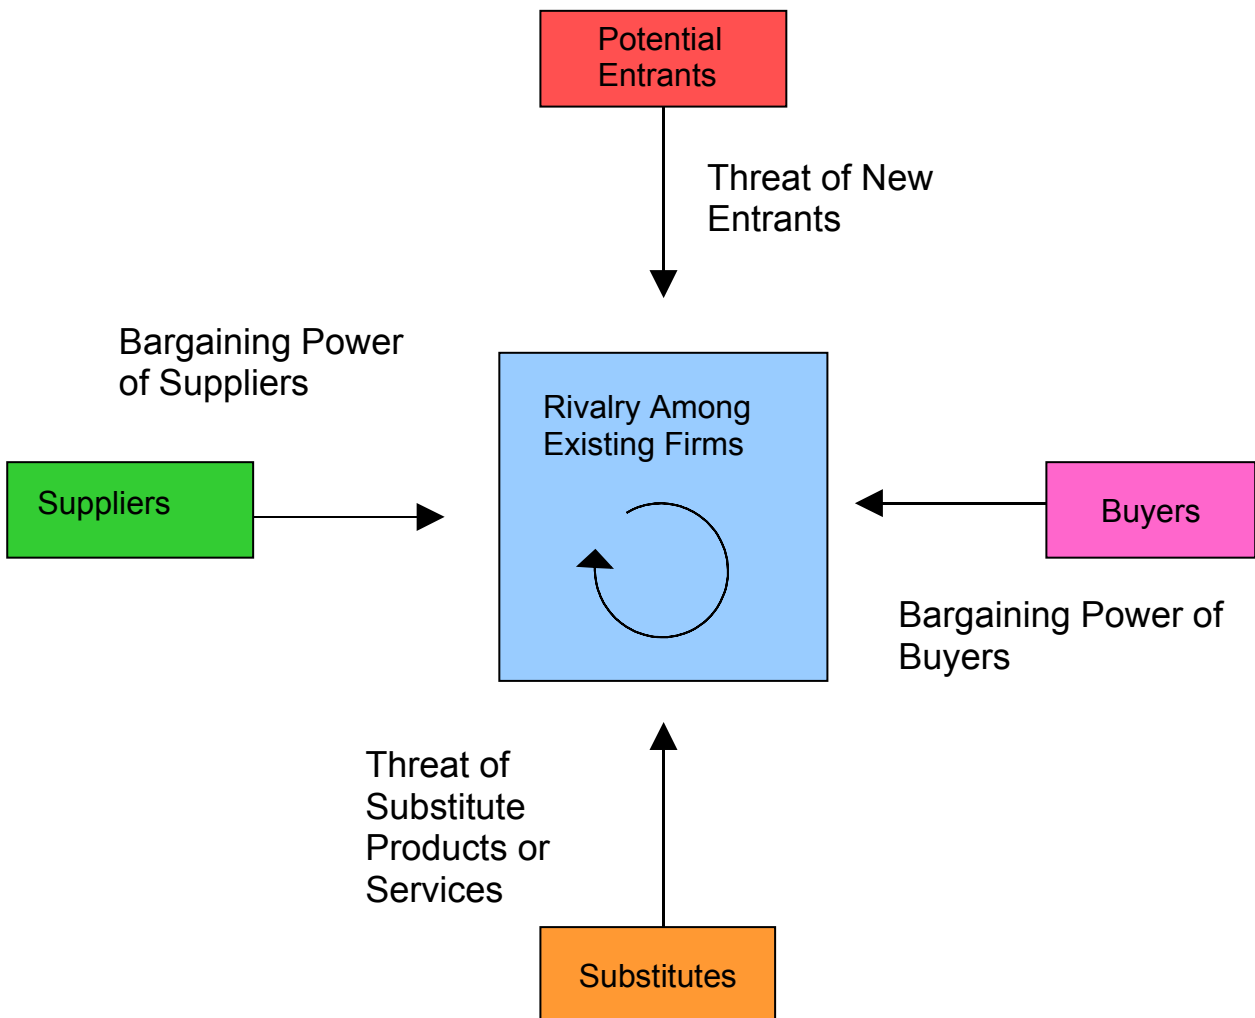 Potential
Entrants
Threat of New
Entrants
Bargaining Power
of Suppliers
Rivalry Among
Existing Firms
Suppliers
Buyers
Bargaining Power of
Buyers
Threat of
Substitute
Products or
Services
Substitutes